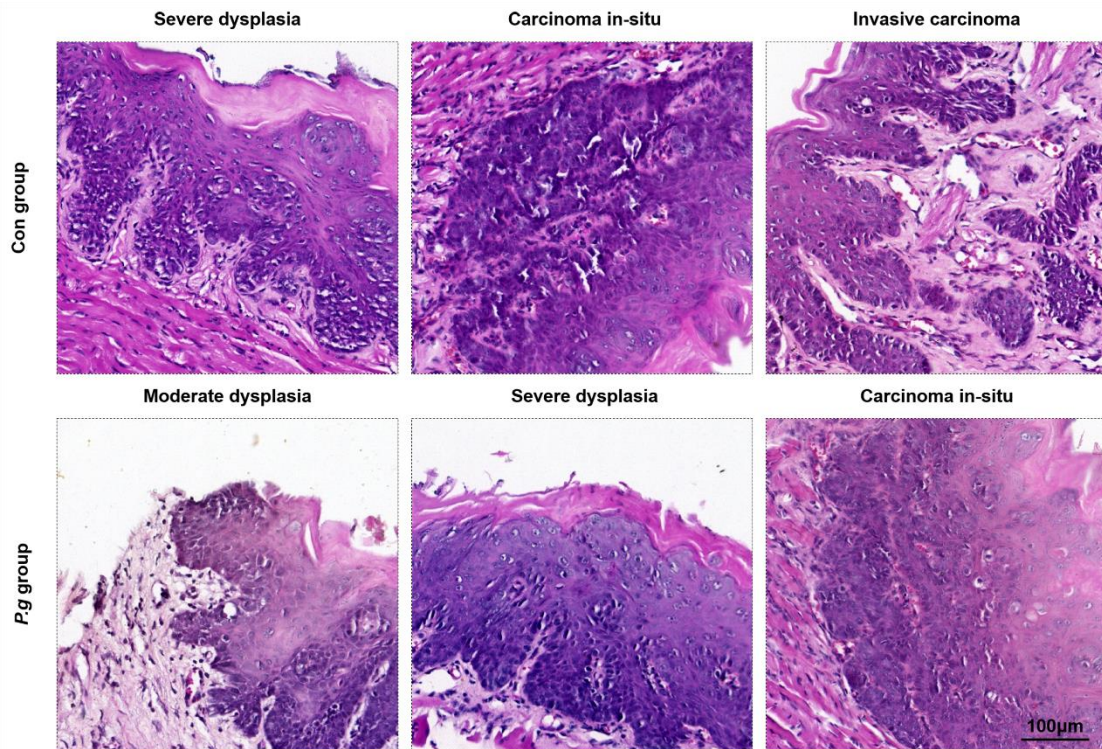 Severe dysplasia
Carcinoma in-situ
Invasive carcinoma
Con group
Moderate dysplasia
Severe dysplasia
Carcinoma in-situ
P.g group
100μm